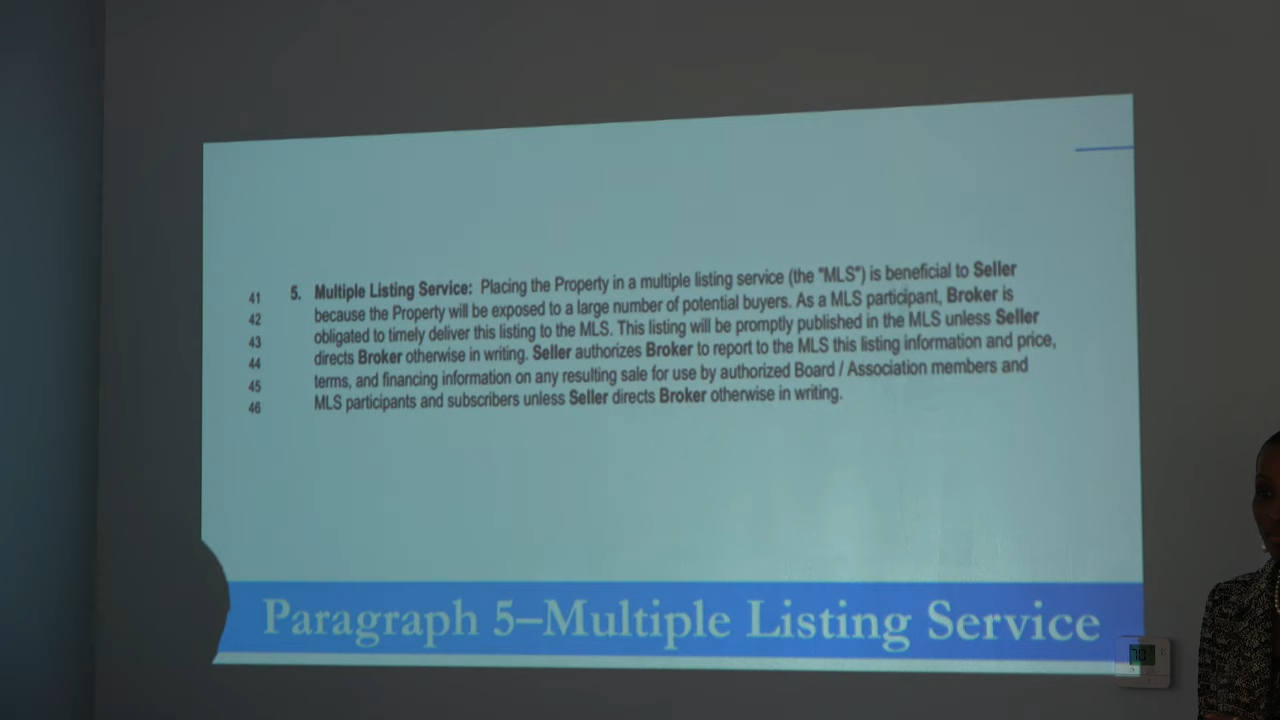 41 5. Multiple Listing Service: Placing the Property in a multiple listing service (the "MLS") is beneficial to Seller
42 because the Property will be exposed to a large number of potential buyers. As a MLS participant, Broker is
43 obligated to timely deliver this listing to the MLS. This listing will be promptly published in the MLS unless Seller
44 directs Broker otherwise in writing. Seller authorizes Broker to report to the MLS this listing information and price,
45 terms, and financing information on any resulting sale for use by authorized Board / Association members and
46 MLS participants and subscribers unless Seller directs Broker otherwise in writing.
Paragraph 5–Multiple Listing Service
70